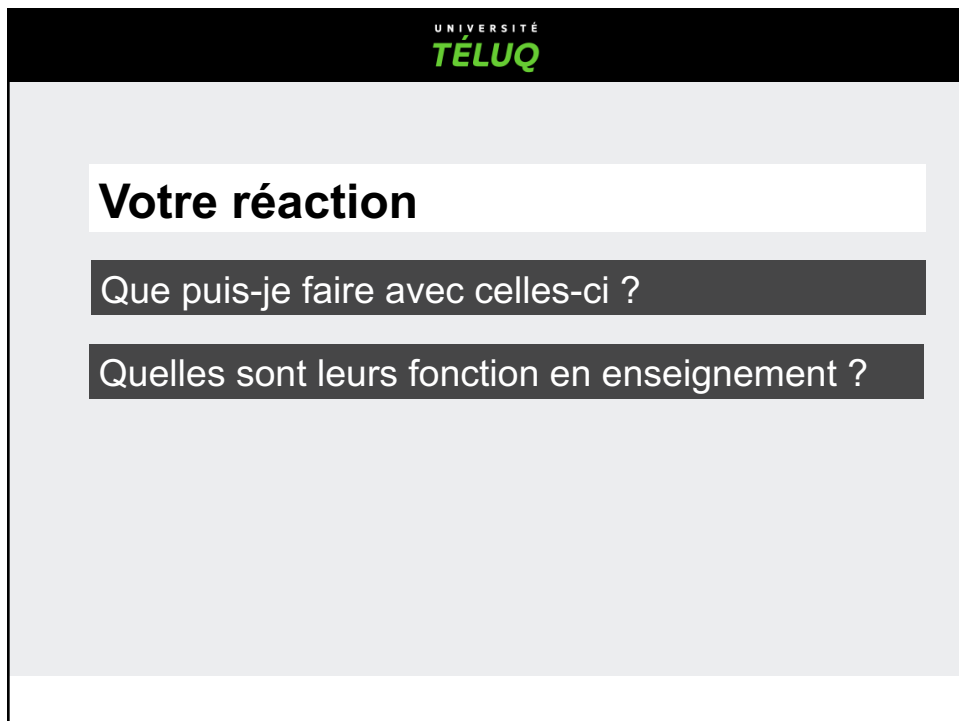 UNIVERSITÉ
TÉLUQ
Votre réaction
Que puis-je faire avec celles-ci ?
Quelles sont leurs fonction en enseignement ?